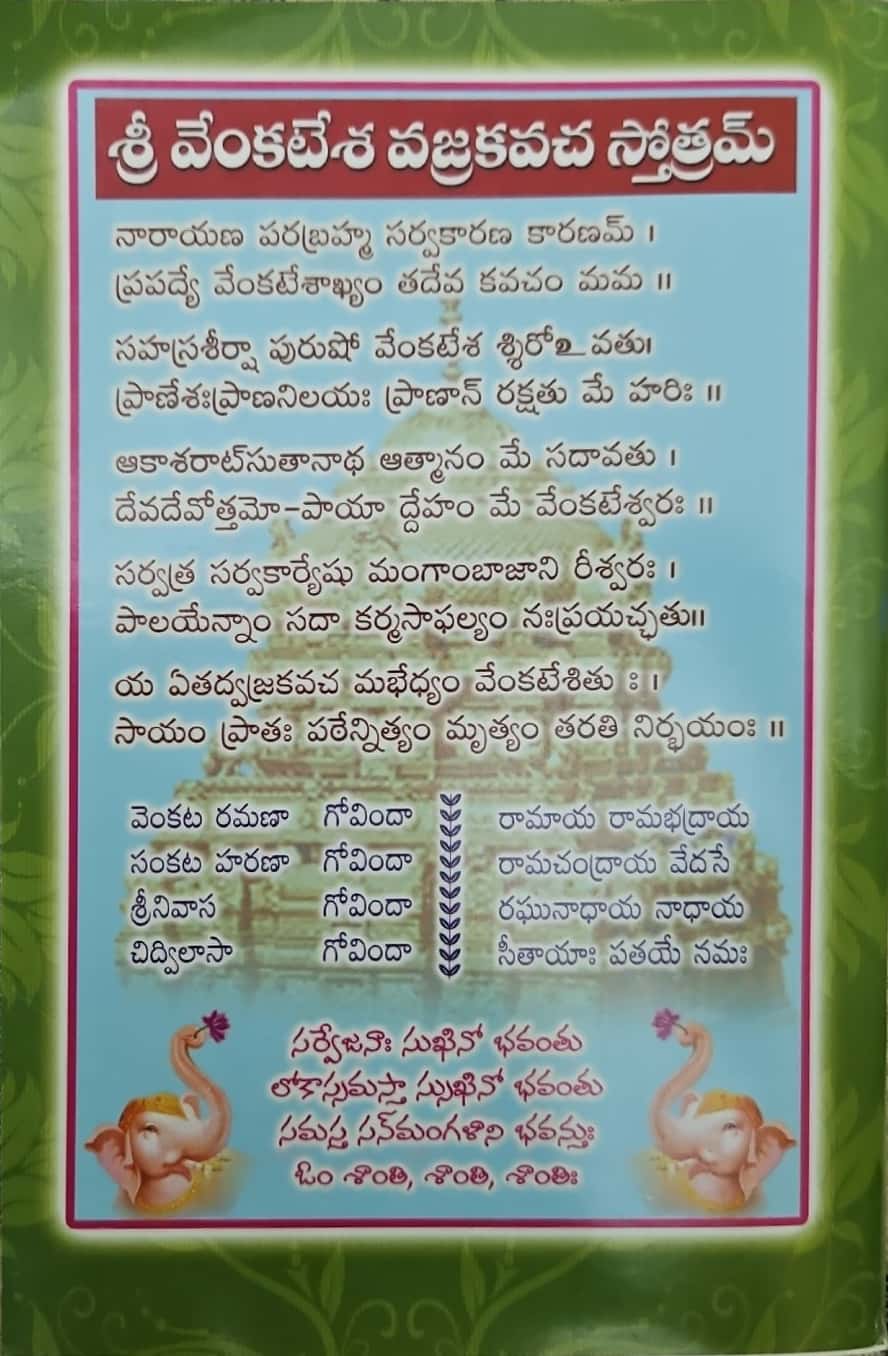 శ్రీ వేంకటేశ వజ్రకవచ స్తోత్రమ్
నారాయణ పరబ్రహ్మ సర్వకారణ కారణమ్ ।
ప్రపద్యే వేంకటేశాఖ్యం తదేవ కవచం మమ ॥
సహస్రశీర్షా పురుషో వేంకటేశ శ్శిరోఽ వతు।
ప్రాణేశఃప్రాణనిలయః ప్రాణాన్ రక్షతు మే హరిః ॥
ఆకాశరాట్‌సుతానాథ ఆత్మానం మే సదావతు ।
దేవదేవోత్తమో-పాయా ద్దేహం మే వేంకటేశ్వరః ॥
సర్వత్ర సర్వకార్యేషు మంగాంబాజాని రీశ్వరః ।
పాలయేన్మాం సదా కర్మసాఫల్యం నఃప్రయచ్ఛతు॥
య ఏతద్వజ్రకవచ మభేధ్యం వేంకటేశితు ః ।
సాయం ప్రాతః పఠేన్నిత్యం మృత్యం తరతి నిర్భయంః ॥
వెంకట రమణా గోవిందా
సంకట హరణా గోవిందా
శ్రీనివాస గోవిందా
చిద్విలాసా గోవిందా
రామాయ రామభద్రాయ
రామచంద్రాయ వేదసే
రఘునాధాయ నాధాయ
సీతాయాః పతయే నమః
సర్వేజనాః సుఖినో భవంతు
లోకాస్సమస్తా స్సుఖినో భవంతు
సమస్త సన్‌మంగళాని భవన్తుః
ఓం శాంతి, శాంతి, శాంతిః